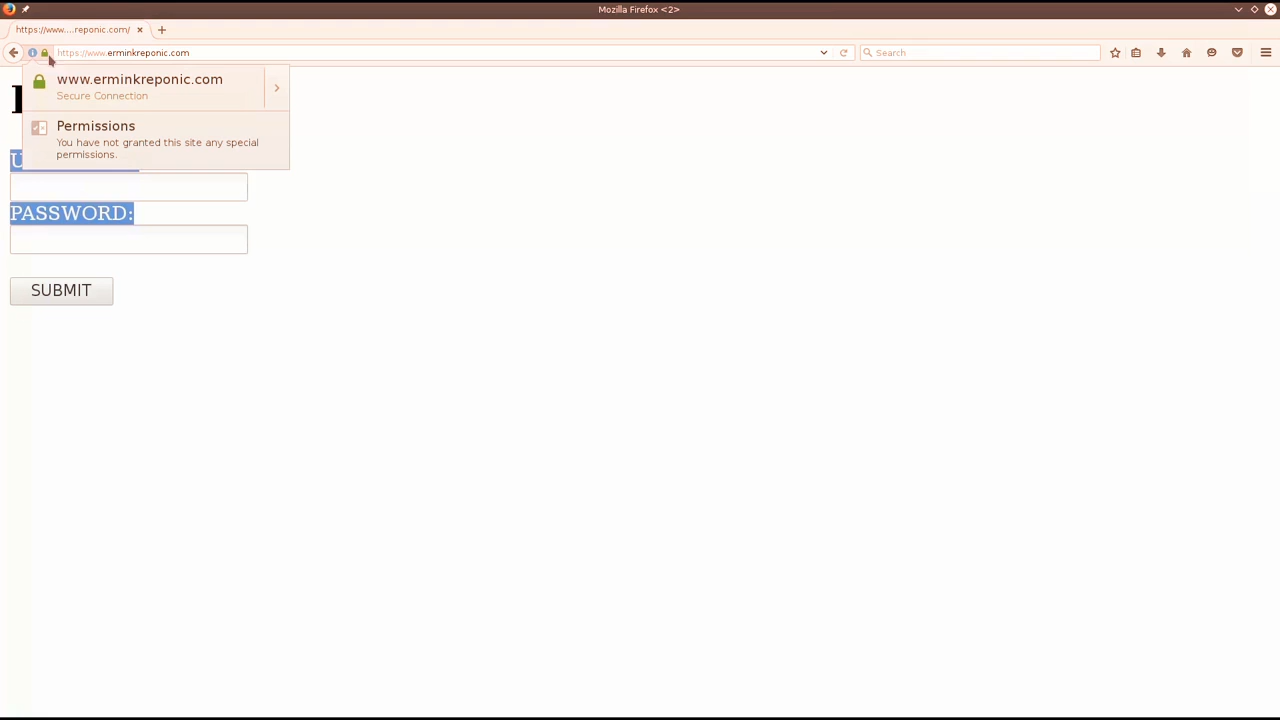 Mozilla Firefox <2>
https://www....reponic.com/
https://www.erminkreponic.com
Search
www.erminkreponic.com
Secure Connection
Permissions
You have not granted this site any special
permissions.
PASSWORD:
SUBMIT